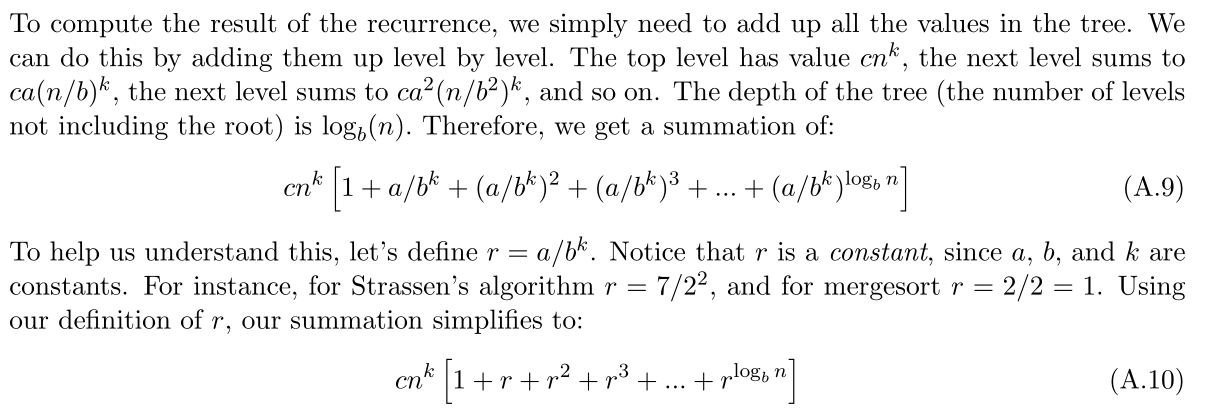 To compute the result of the recurrence, we simply need to add up all the values in the tree. We
can do this by adding them up level by level. The top level has value cn^k, the next level sums to
ca(n/b)^k, the next level sums to ca^2(n/b^2)^k, and so on. The depth of the tree (the number of levels
not including the root) is log_b(n). Therefore, we get a summation of:
cn^k [1 + a/b^k + (a/b^k)^2 + (a/b^k)^3 + ... + (a/b^k)^{log_b n}] (A.9)
To help us understand this, let's define r = a/b^k. Notice that r is a constant, since a, b, and k are
constants. For instance, for Strassen's algorithm r = 7/2^2, and for mergesort r = 2/2 = 1. Using
our definition of r, our summation simplifies to:
cn^k [1 + r + r^2 + r^3 + ... + r^{log_b n}] (A.10)